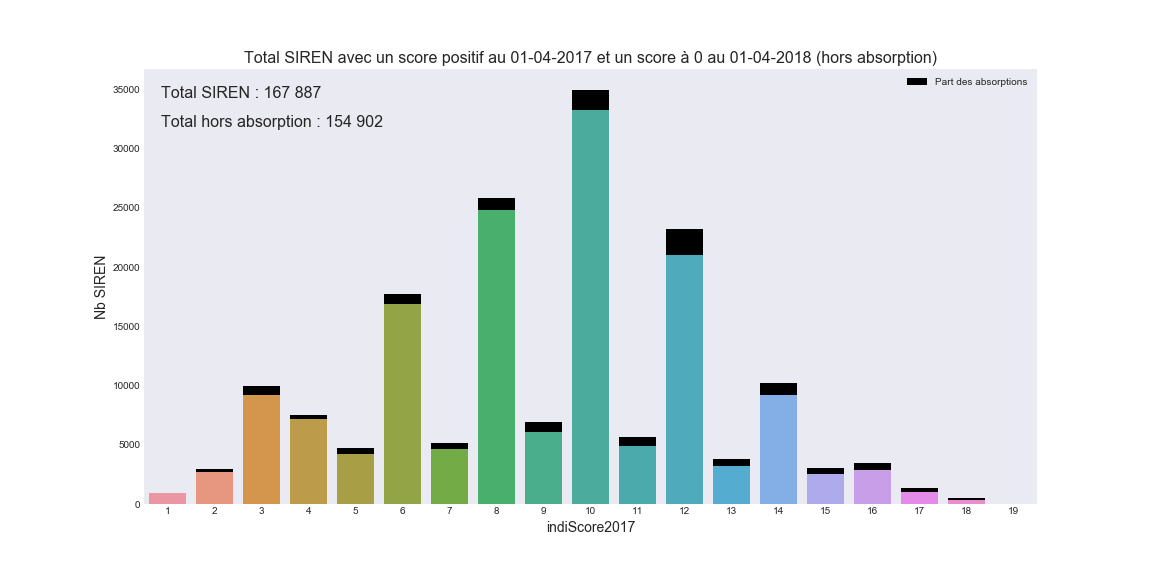 Total SIREN avec un score positif au 01-04-2017 et un score à 0 au 01-04-2018 (hors absorption)
Part des absorptions
Total SIREN : 167 887
Total hors absorption : 154 902
35000
30000
25000
20000
15000
10000
5000
0
Nb SIREN
1 2 3 4 5 6 7 8 9 10 11 12 13 14 15 16 17 18 19
indiScore2017